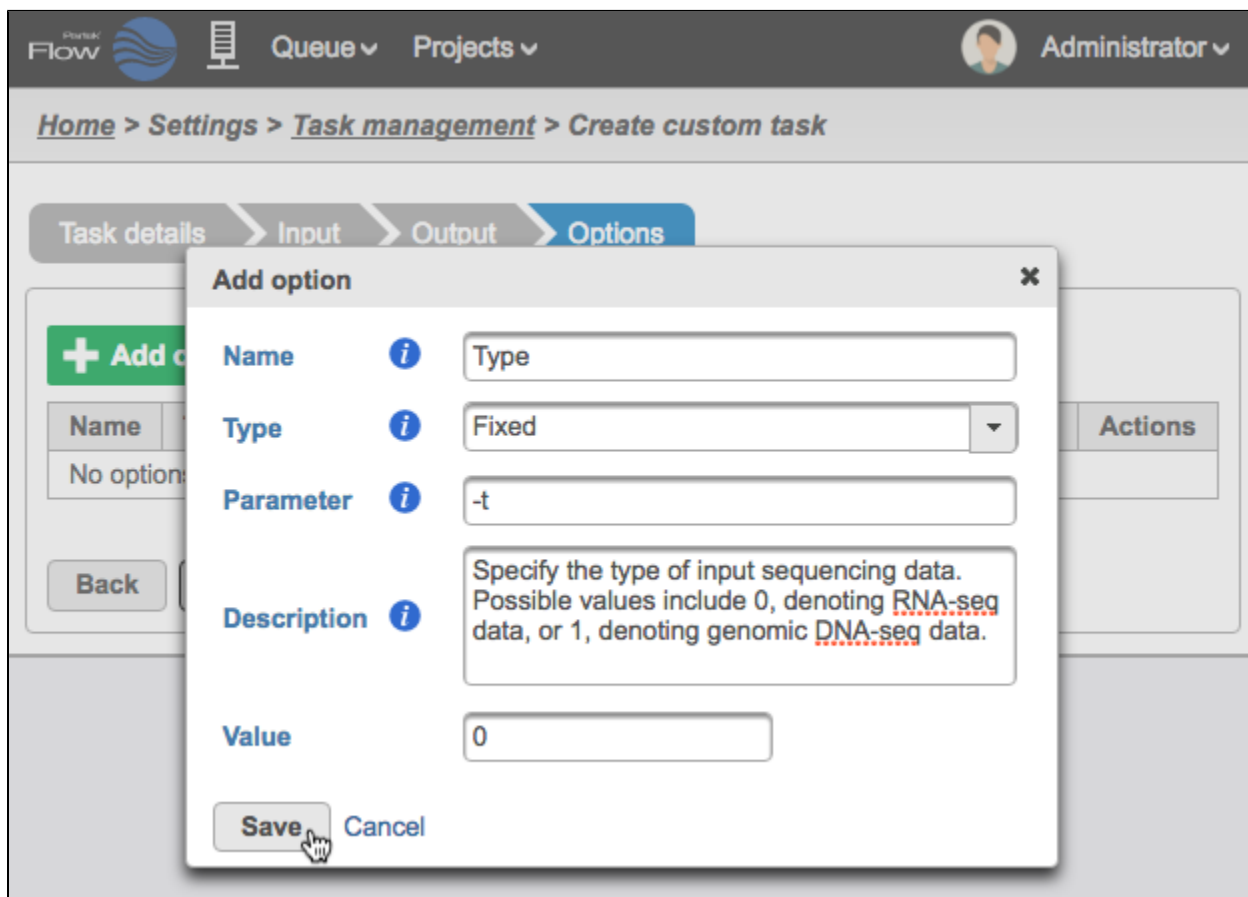 Partek
Flow Queue Projects Administrator
Home > Settings > Task management > Create custom task
Task details Input Output Options
Add option
Name Type
Type Fixed
Parameter -t
Description Specify the type of input sequencing data.
Possible values include 0, denoting RNA-seq
data, or 1, denoting genomic DNA-seq data.
Value 0
Save Cancel
Add
Name Actions
No option
Back